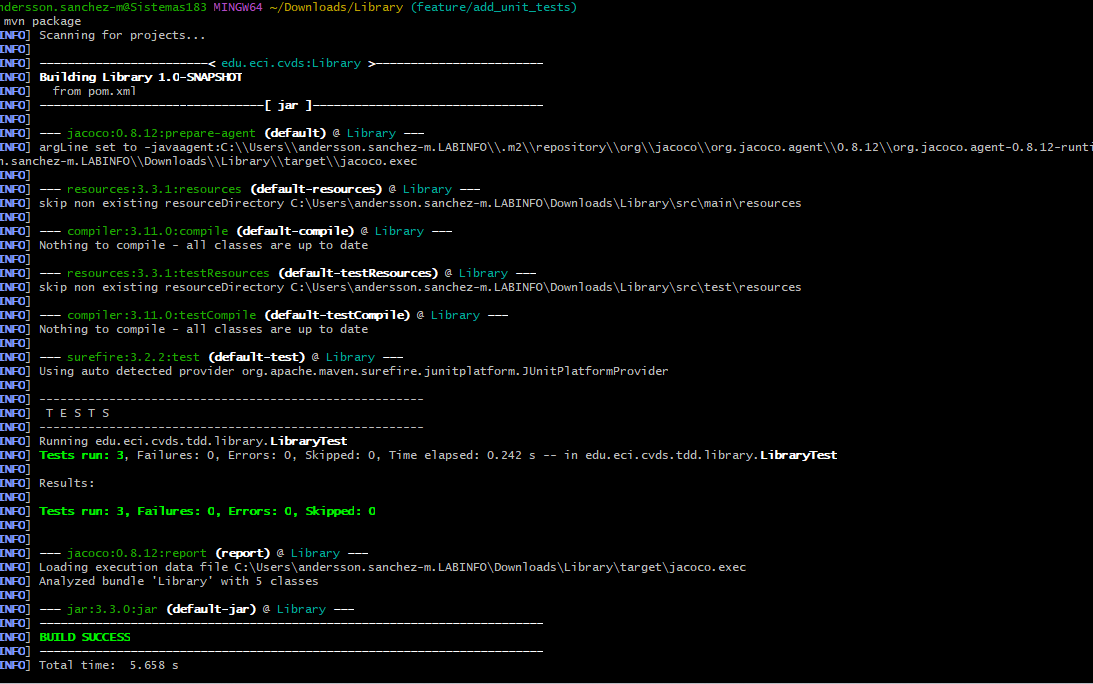 ndersson.sanchez-m@Sistemas183 MINGW64 ~/Downloads/Library (feature/add_unit_tests)
mvn package
INFO] Scanning for projects...
INFO]
INFO] ------------------------< edu.eci.cvds:Library >------------------------
INFO] Building Library 1.0-SNAPSHOT
INFO]   from pom.xml
INFO] --------------------------------[ jar ]---------------------------------
INFO]
INFO] --- jacoco:0.8.12:prepare-agent (default) @ Library ---
INFO] argLine set to -javaagent:C:\\Users\\andersson.sanchez-m.LABINFO\\.m2\\repository\\org\\jacoco\\org.jacoco.agent\\0.8.12\\org.jacoco.agent-0.8.12-runti
n.sanchez-m.LABINFO\\Downloads\\Library\\target\\jacoco.exec
INFO]
INFO] --- resources:3.3.1:resources (default-resources) @ Library ---
INFO] skip non existing resourceDirectory C:\Users\andersson.sanchez-m.LABINFO\Downloads\Library\src\main\resources
INFO]
INFO] --- compiler:3.11.0:compile (default-compile) @ Library ---
INFO] Nothing to compile - all classes are up to date
INFO]
INFO] --- resources:3.3.1:testResources (default-testResources) @ Library ---
INFO] skip non existing resourceDirectory C:\Users\andersson.sanchez-m.LABINFO\Downloads\Library\src\test\resources
INFO]
INFO] --- compiler:3.11.0:testCompile (default-testCompile) @ Library ---
INFO] Nothing to compile - all classes are up to date
INFO]
INFO] --- surefire:3.2.2:test (default-test) @ Library ---
INFO] Using auto detected provider org.apache.maven.surefire.junitplatform.JUnitPlatformProvider
INFO]
INFO] -------------------------------------------------------
INFO]  T E S T S
INFO] -------------------------------------------------------
INFO] Running edu.eci.cvds.tdd.library.LibraryTest
INFO] Tests run: 3, Failures: 0, Errors: 0, Skipped: 0, Time elapsed: 0.242 s -- in edu.eci.cvds.tdd.library.LibraryTest
INFO]
INFO] Results:
INFO]
INFO] Tests run: 3, Failures: 0, Errors: 0, Skipped: 0
INFO]
INFO]
INFO] --- jacoco:0.8.12:report (report) @ Library ---
INFO] Loading execution data file C:\Users\andersson.sanchez-m.LABINFO\Downloads\Library\target\jacoco.exec
INFO] Analyzed bundle 'Library' with 5 classes
INFO]
INFO] --- jar:3.3.0:jar (default-jar) @ Library ---
INFO] ------------------------------------------------------------------------
INFO] BUILD SUCCESS
INFO] ------------------------------------------------------------------------
INFO] Total time:  5.658 s